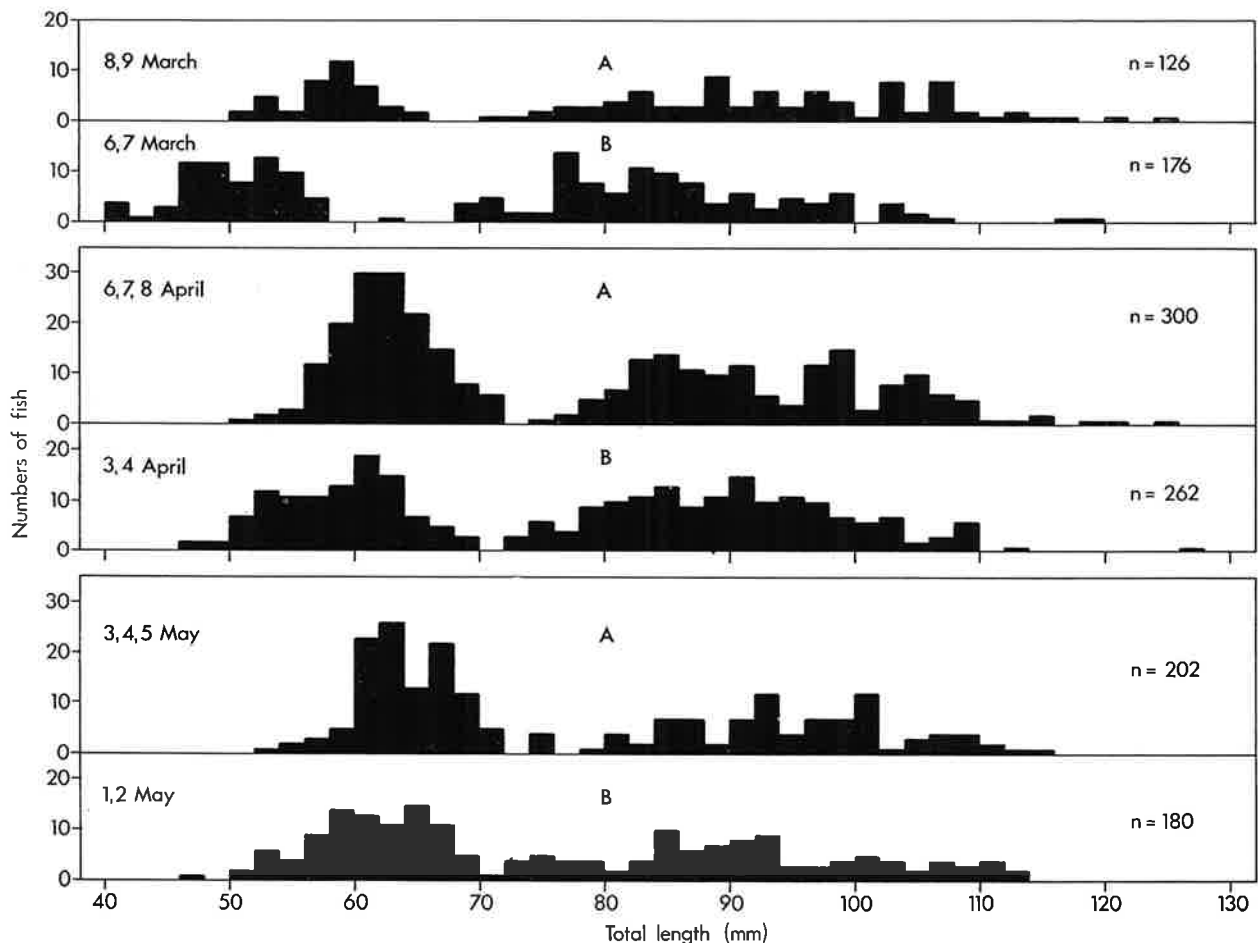 20
10
0
8,9 March
A
n = 126
10
0
6,7 March
B
n = 176
30
20
10
0
6,7,8 April
A
n = 300
20
10
0
3,4 April
B
n = 262
30
20
10
0
3,4,5 May
A
n = 202
20
10
0
1,2 May
B
n = 180
Numbers of fish
40 50 60 70 80 90 100 110 120 130
Total length (mm)